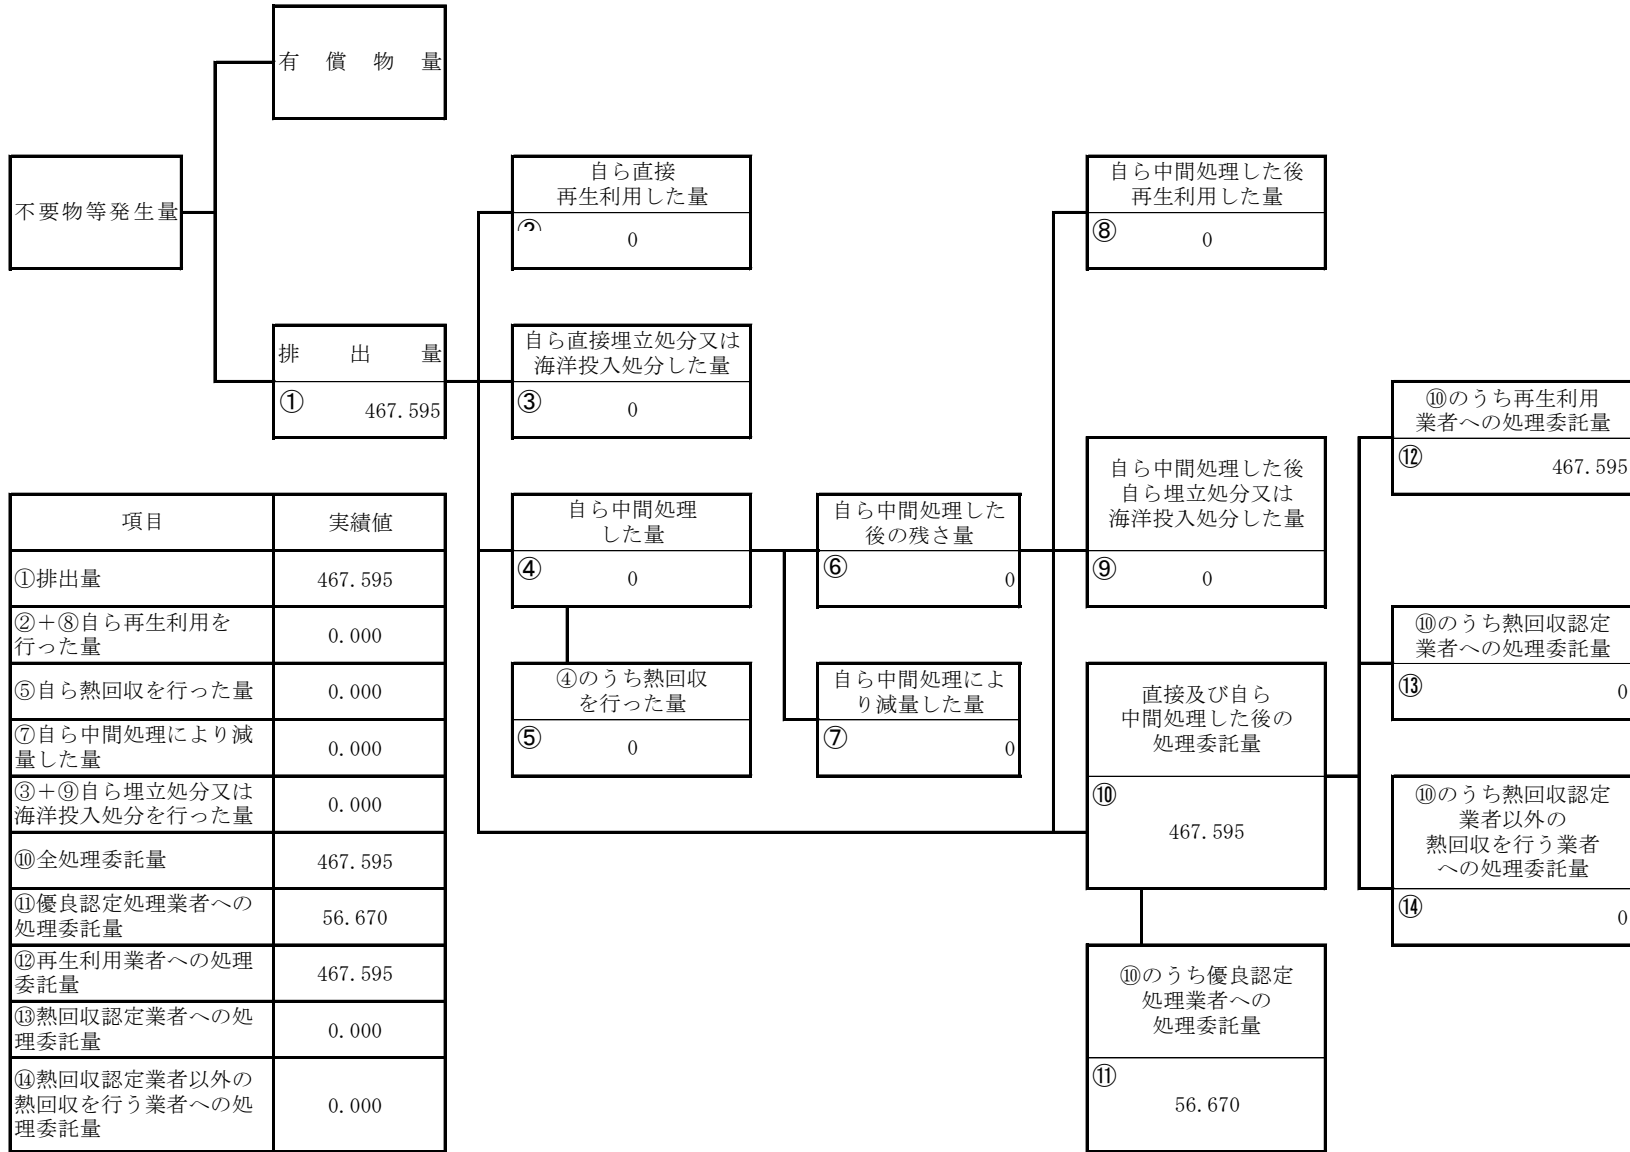 有償物量
不要物等発生量
排出量
① 467.595
自ら直接
再生利用した量
② 0
自ら直接埋立処分又は
海洋投入処分した量
③ 0
自ら中間処理
した量
④ 0
④のうち熱回収
を行った量
⑤ 0
自ら中間処理した
後の残さ量
⑥ 0
自ら中間処理によ
り減量した量
⑦ 0
自ら中間処理した後
再生利用した量
⑧ 0
自ら中間処理した後
自ら埋立処分又は
海洋投入処分した量
⑨ 0
直接及び自ら
中間処理した後の
処理委託量
⑩
467.595
⑩のうち優良認定
処理業者への
処理委託量
⑪
56.670
⑩のうち再生利用
業者への処理委託量
⑫ 467.595
⑩のうち熱回収認定
業者への処理委託量
⑬ 0
⑩のうち熱回収認定
業者以外の
熱回収を行う業者
への処理委託量
⑭ 0
項目 実績値
①排出量 467.595
②+⑧自ら再生利用を
行った量 0.000
⑤自ら熱回収を行った量 0.000
⑦自ら中間処理により減
量した量 0.000
③+⑨自ら埋立処分又は
海洋投入処分を行った量 0.000
⑩全処理委託量 467.595
⑪優良認定処理業者への
処理委託量 56.670
⑫再生利用業者への処理
委託量 467.595
⑬熱回収認定業者への処
理委託量 0.000
⑭熱回収認定業者以外の
熱回収を行う業者への処
理委託量 0.000